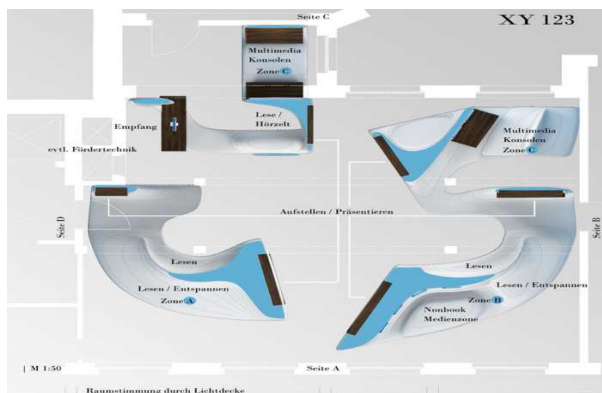 Seite C
XY 123
Multimedia
Konsolen
Zone C
Lese /
Hörzelt
Empfang
evtl. Fördertechnik
Multimedia
Konsolen
Zone C
Aufstellen / Präsentieren
Seite D
Seite B
Lesen
Lesen / Entspannen
Zone A
Lesen
Lesen / Entspannen
Zone B
Nonbook
Medienzone
| M 1:50
Seite A
Raumstimmung durch Lichtdecke